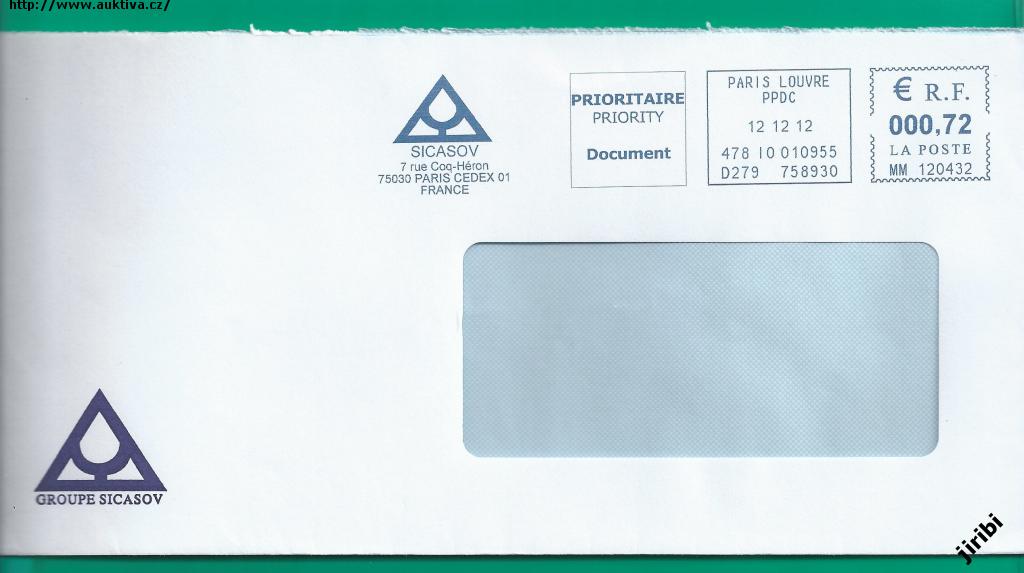 http://www.auktiva.cz/
SICASOV
7 rue Coq-Héron
75030 PARIS CEDEX 01
FRANCE
PRIORITAIRE
PRIORITY
Document
PARIS LOUVRE
PPDC
12 12 12
478 IO 010955
D279 758930
€ R.F.
000,72
LA POSTE
MM 120432
GROUPE SICASOV
jiribi